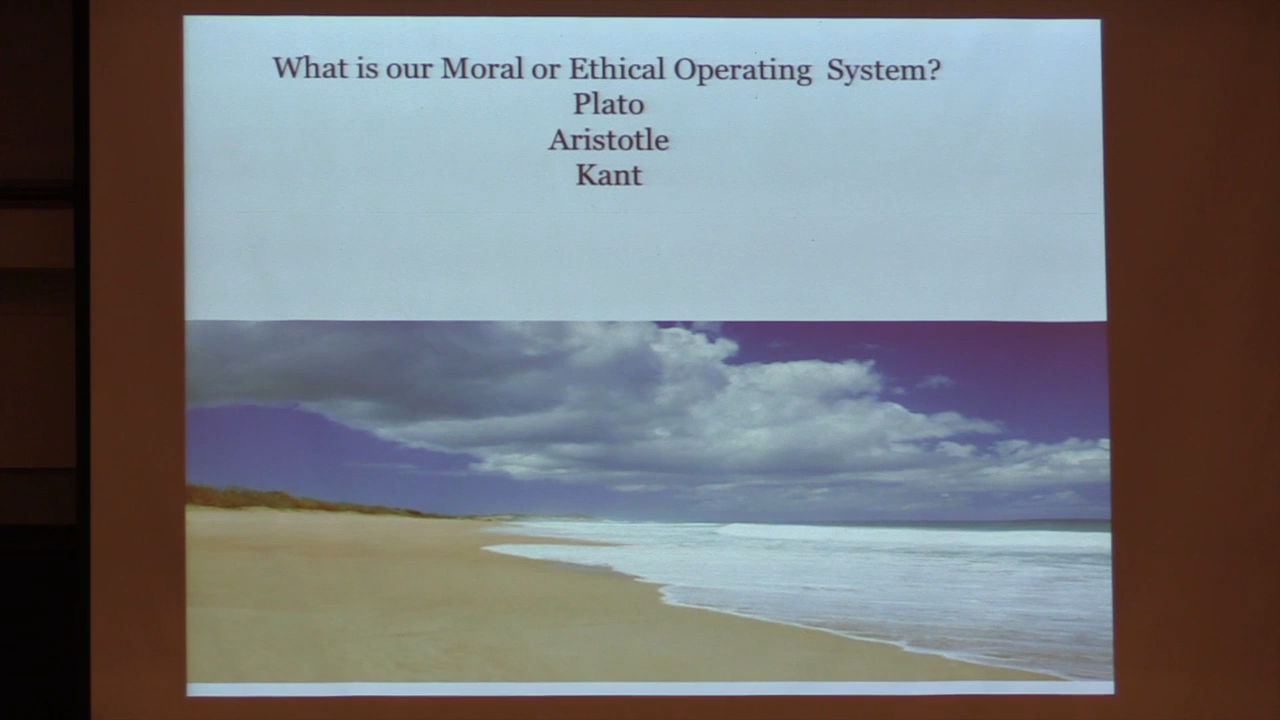 What is our Moral or Ethical Operating System?
Plato
Aristotle
Kant